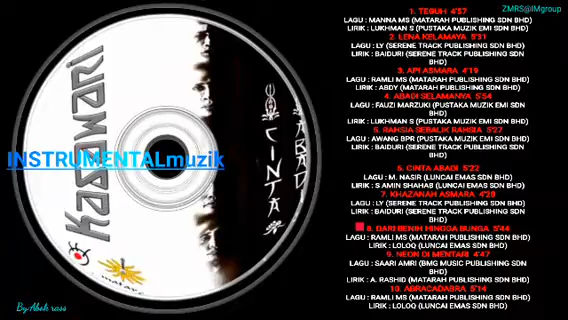 ZMRS@IMgroup
1. TEGUH 4'57
LAGU : MANNA MS (MATARAH PUBLISHING SDN BHD)
LIRIK : LUKHMAN S (PUSTAKA MUZIK EMI SDN BHD)
2. LENA KELAMAYA 5'31
LAGU : LY (SERENE TRACK PUBLISHING SDN BHD)
LIRIK : BAIDURI (SERENE TRACK PUBLISHING SDN
BHD)
3. API ASMARA 4'19
LAGU : RAMLI MS (MATARAH PUBLISHING SDN BHD)
LIRIK : ABDY (MATARAH PUBLISHING SDN BHD)
4. ABADI SELAMANYA 5'54
LAGU : FAUZI MARZUKI (PUSTAKA MUZIK EMI SDN
BHD)
LIRIK : LUKHMAN S (PUSTAKA MUZIK EMI SDN BHD)
5. RAHSIA SEBALIK RAHSIA 5'27
LAGU : AWANG BPR (PUSTAKA MUZIK EMI SDN BHD)
LIRIK : BAIDURI (SERENE TRACK PUBLISHING SDN
BHD)
6. CINTA ABADI 5'22
LAGU : M. NASIR (LUNCAI EMAS SDN BHD)
LIRIK : S AMIN SHAHAB (LUNCAI EMAS SDN BHD)
7. KHAZANAH ASMARA 4'20
LAGU : LY (SERENE TRACK PUBLISHING SDN BHD)
LIRIK : BAIDURI (SERENE TRACK PUBLISHING SDN
BHD)
8. DARI BENIH HINGGA BUNGA 5'44
LAGU : RAMLI MS (MATARAH PUBLISHING SDN BHD)
LIRIK : LOLOQ (LUNCAI EMAS SDN BHD)
9. NEON DI MENTARI 4'47
LAGU : SAARI AMRI (BMG MUSIC PUBLISHING SDN
BHD)
LIRIK : A. RASHID (MATARAH PUBLISHING SDN BHD)
10. ABRACADABRA 5'14
LAGU : RAMLI MS (MATARAH PUBLISHING SDN BHD)
LIRIK : LOLOQ (LUNCAI EMAS SDN BHD)
Kasawari
CINTA
ABADI
INSTRUMENTALmuzik
By:Aboh rass